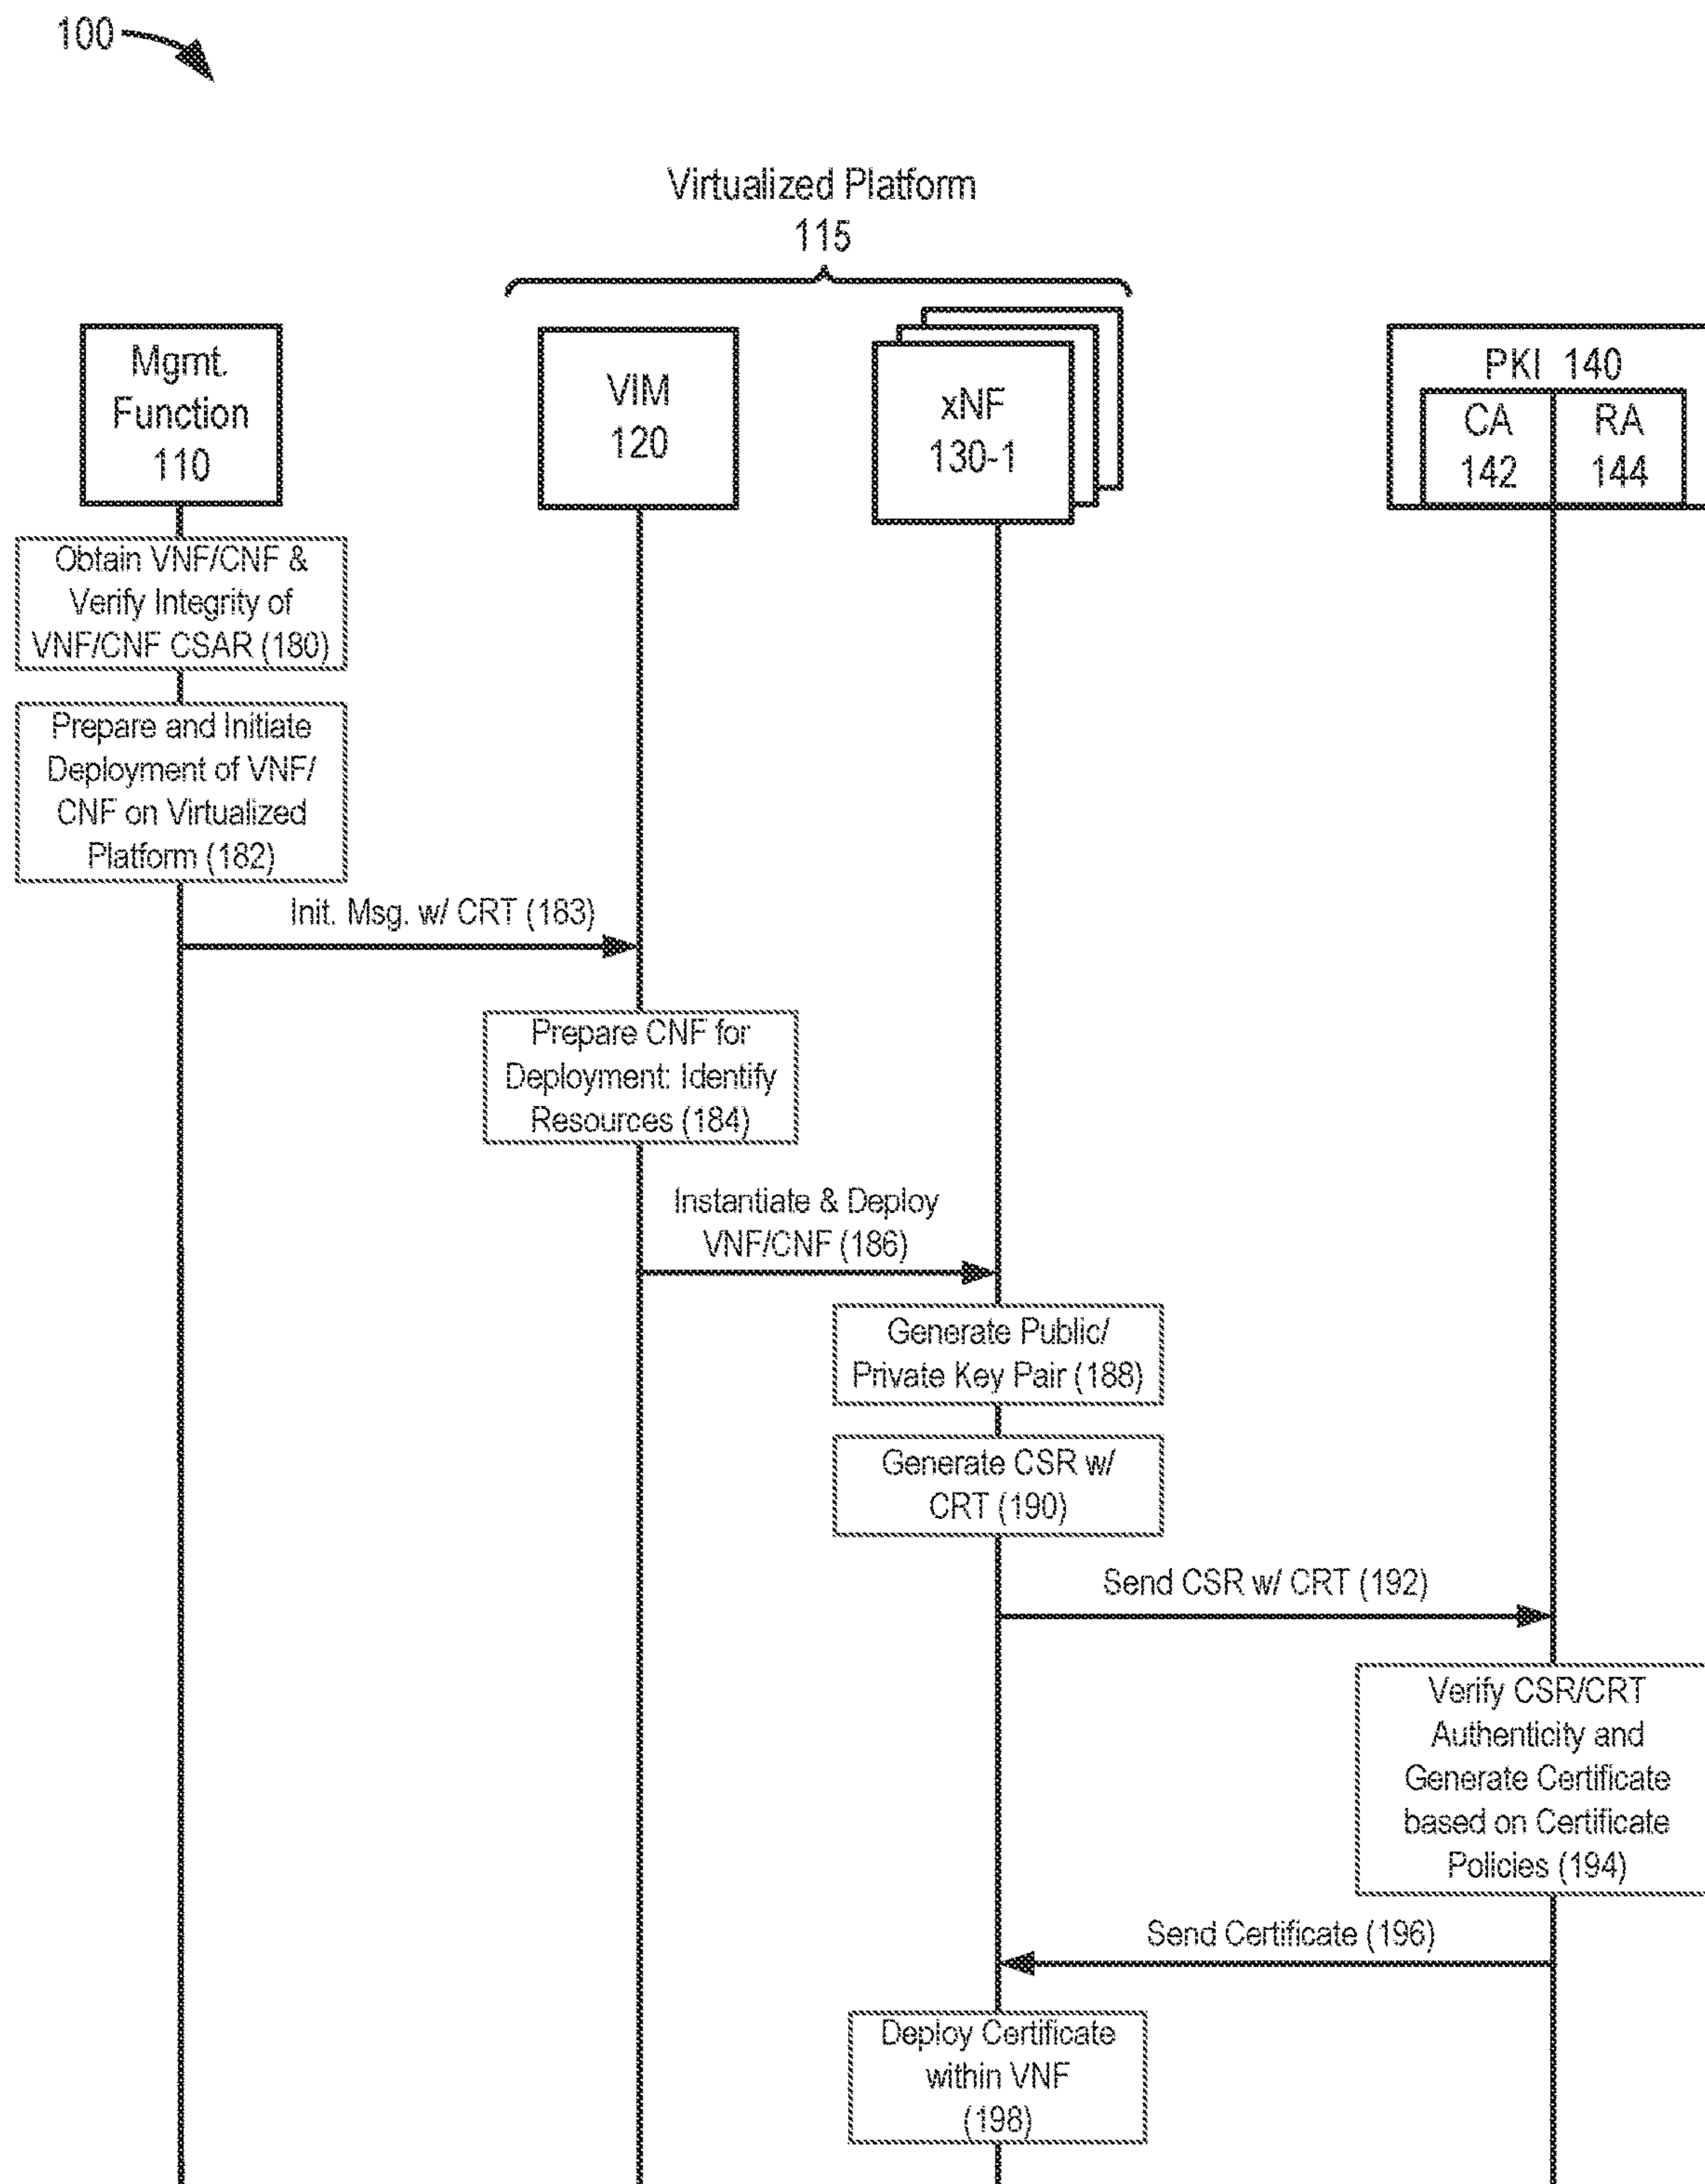 100
Virtualized Platform
115
Mgmt.
Function
110
VIM
120
xNF
130-1
PKI 140
CA
142
RA
144
Obtain VNF/CNF &
Verify Integrity of
VNF/CNF CSAR (180)
Prepare and Initiate
Deployment of VNF/
CNF on Virtualized
Platform (182)
Init. Msg. w/ CRT (183)
Prepare CNF for
Deployment: Identify
Resources (184)
Instantiate & Deploy
VNF/CNF (186)
Generate Public/
Private Key Pair (188)
Generate CSR w/
CRT (190)
Send CSR w/ CRT (192)
Verify CSR/CRT
Authenticity and
Generate Certificate
based on Certificate
Policies (194)
Send Certificate (196)
Deploy Certificate
within VNF
(198)